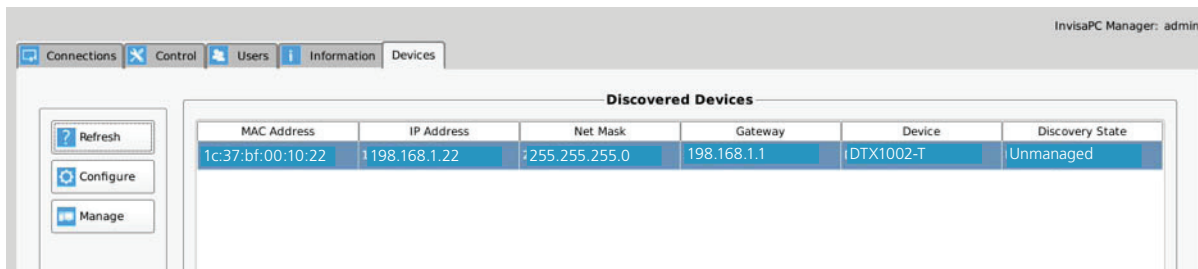 InvisaPC Manager: admin
Connections Control Users Information Devices
Discovered Devices
Refresh
Configure
Manage
MAC Address IP Address Net Mask Gateway Device Discovery State
1c:37:bf:00:10:22 198.168.1.22 255.255.255.0 198.168.1.1 DTX1002-T Unmanaged